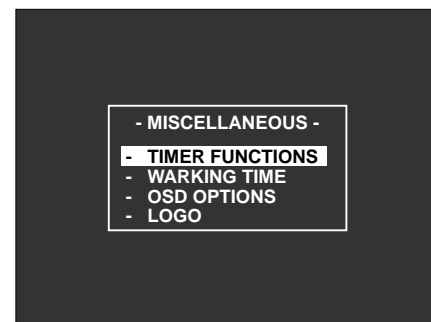 - MISCELLANEOUS -
- TIMER FUNCTIONS
- WARKING TIME
- OSD OPTIONS
- LOGO